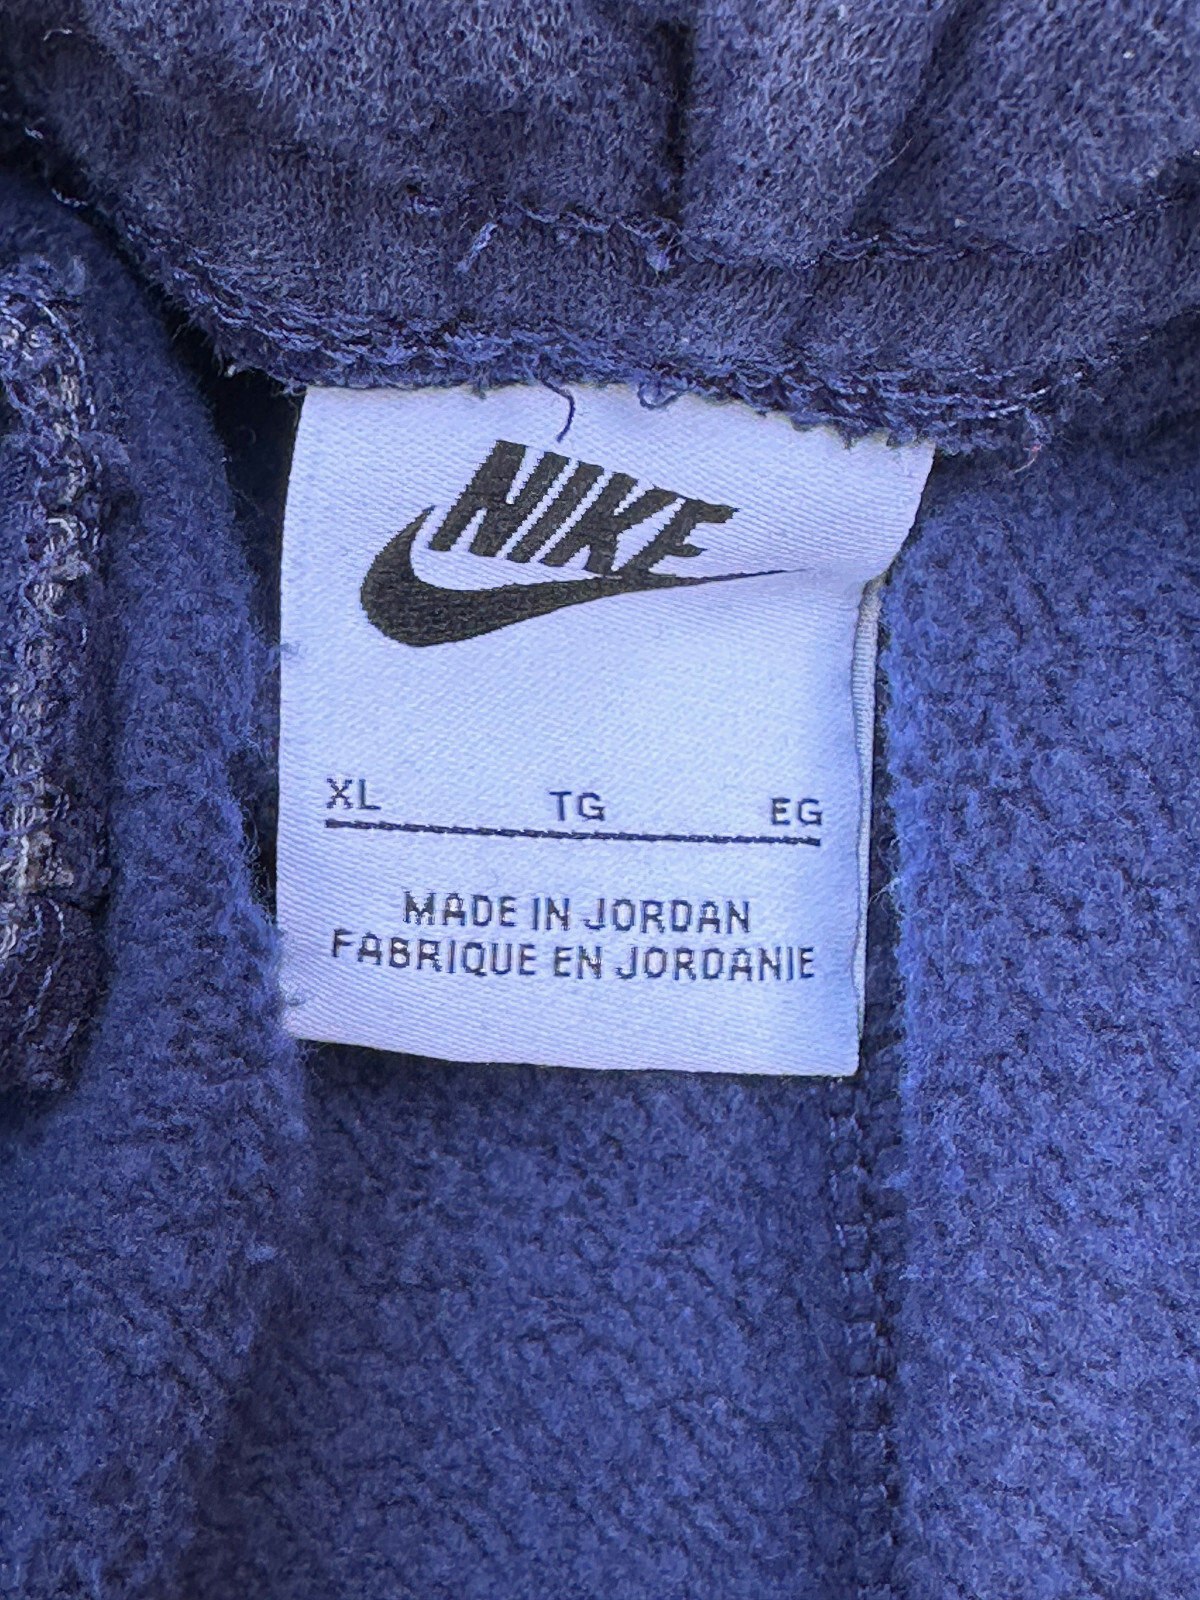 NIKE
XL TG EG
MADE IN JORDAN
FABRIQUE EN JORDANIE